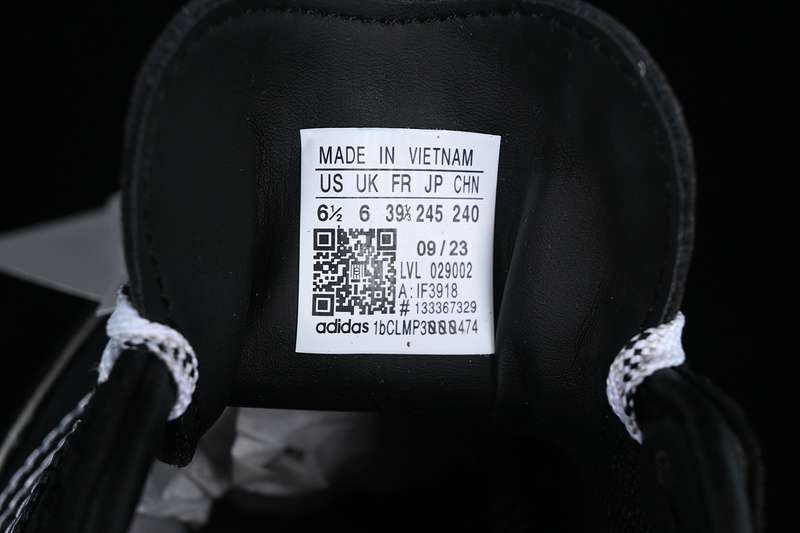 MADE IN VIETNAM
US UK FR JP CHN
6½ 6 39⅓ 245 240
09/23
LVL 029002
A:IF3918
# 133367329
adidas 1bCLMP3000474